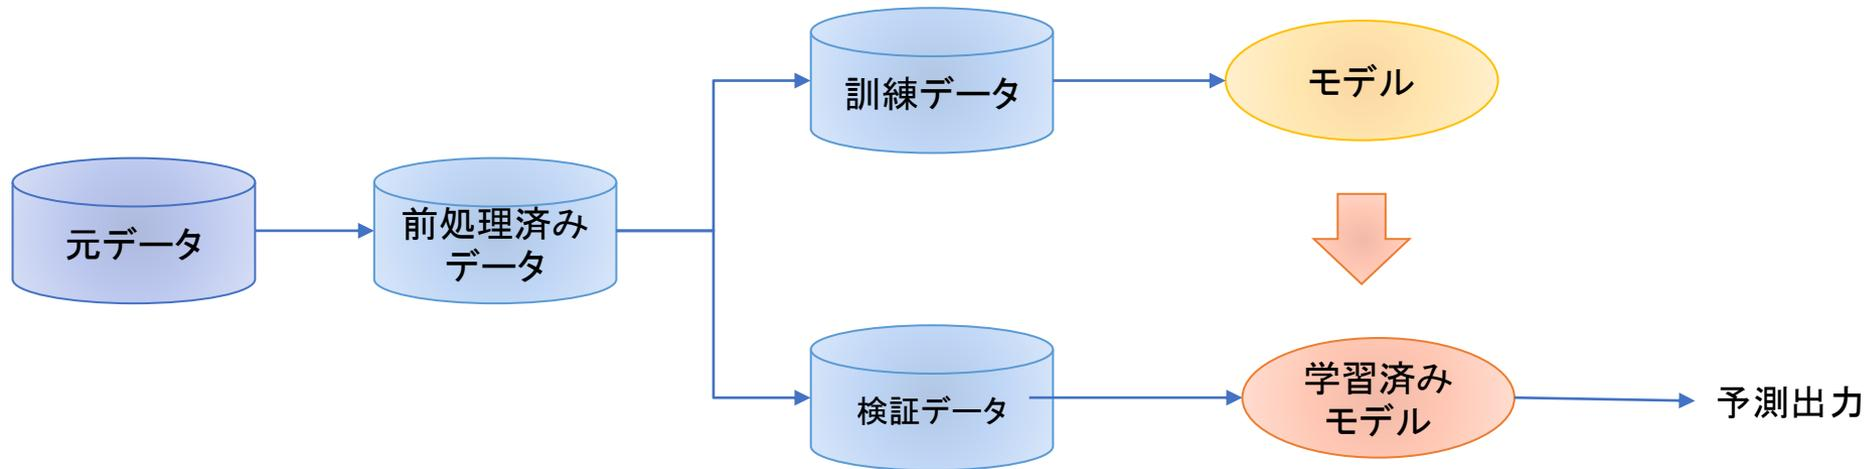 訓練データ
モデル
元データ
前処理済み
データ
検証データ
学習済み
モデル
予測出力